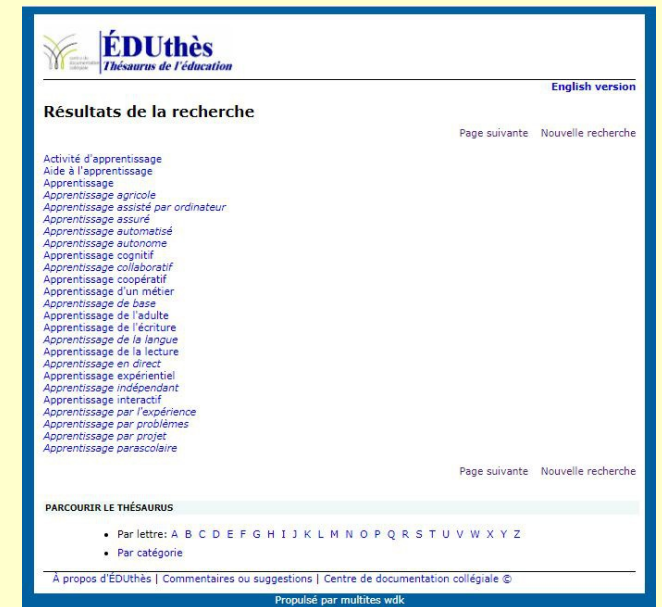 ÉDUthès
Thésaurus de l'éducation
English version
Résultats de la recherche
Page suivante Nouvelle recherche
Activité d'apprentissage
Aide à l'apprentissage
Apprentissage
Apprentissage agricole
Apprentissage assisté par ordinateur
Apprentissage assuré
Apprentissage automatisé
Apprentissage autonome
Apprentissage cognitif
Apprentissage collaboratif
Apprentissage coopératif
Apprentissage d'un métier
Apprentissage de base
Apprentissage de l'adulte
Apprentissage de l'écriture
Apprentissage de la langue
Apprentissage de la lecture
Apprentissage en direct
Apprentissage expérientiel
Apprentissage indépendant
Apprentissage interactif
Apprentissage par l'expérience
Apprentissage par problèmes
Apprentissage par projet
Apprentissage parascolaire
Page suivante Nouvelle recherche
PARCOURIR LE THÉSAURUS
• Par lettre: A B C D E F G H I J K L M N O P Q R S T U V W X Y Z
• Par catégorie
À propos d'ÉDUthès | Commentaires ou suggestions | Centre de documentation collégiale ©
Propulsé par multites wdk